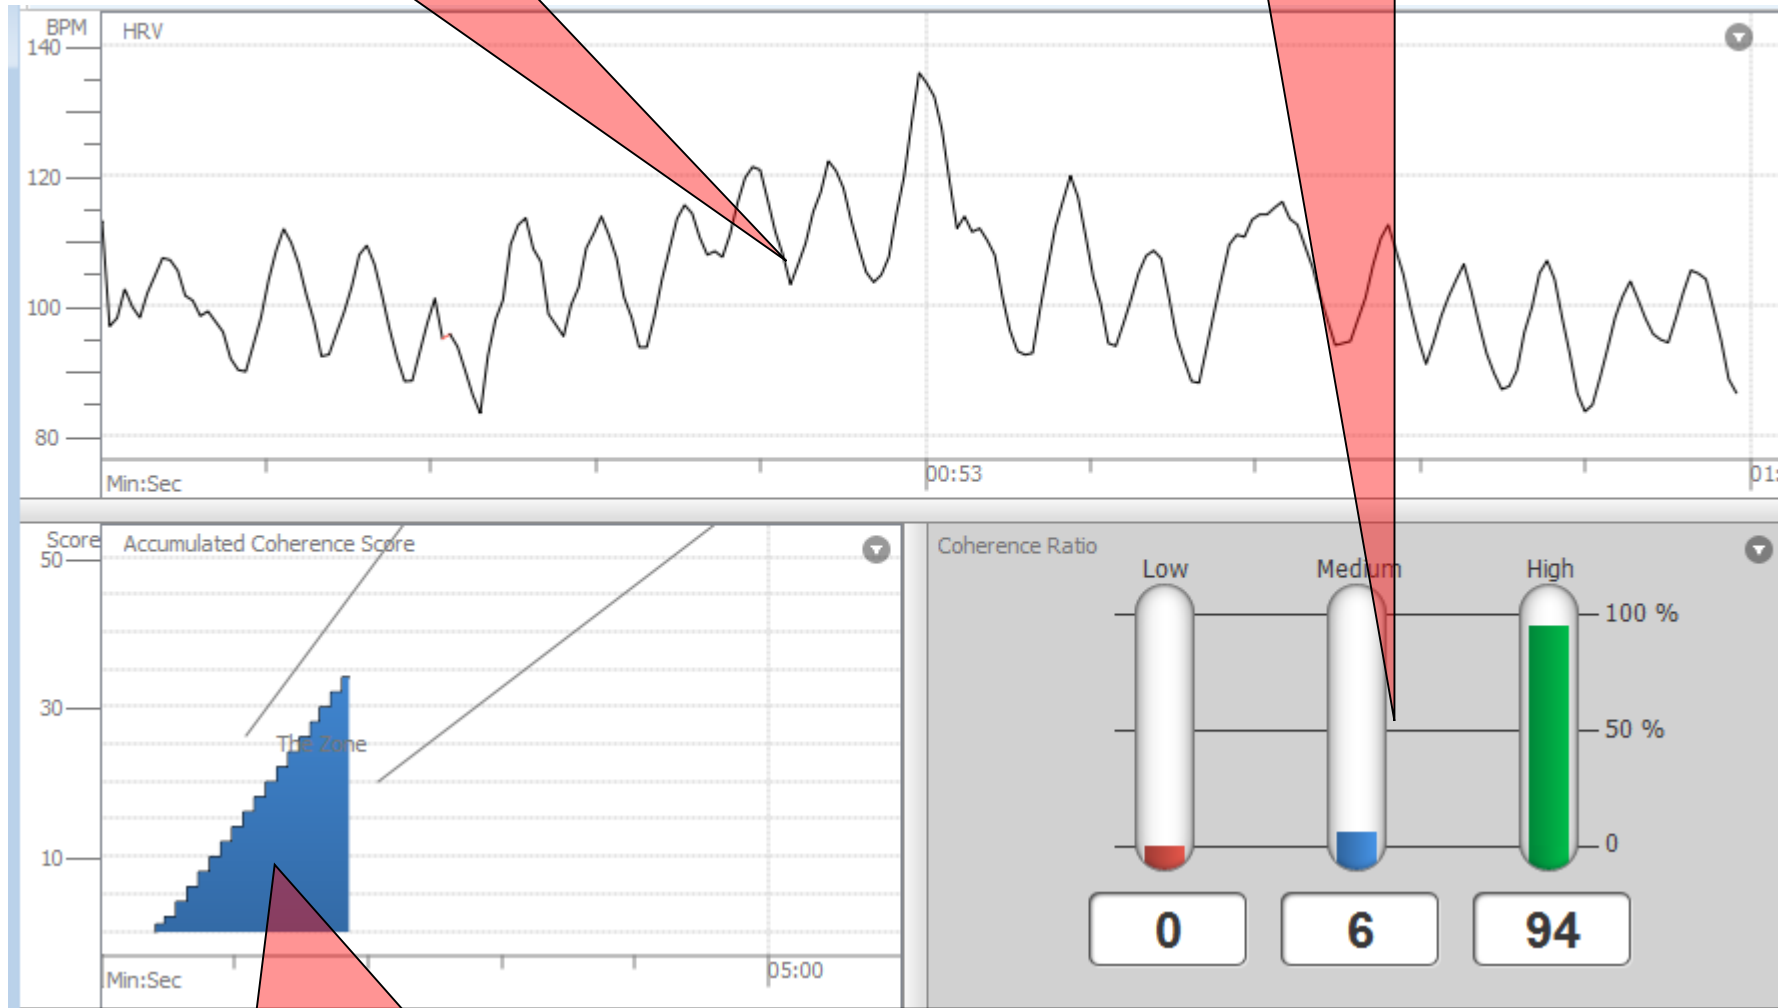 BPM
HRV
140
120
100
80
Min:Sec
00:53
01:
Score
Accumulated Coherence Score
50
30
10
The Zone
Min:Sec
05:00
Coherence Ratio
Low
Medium
High
100 %
50 %
0
0
6
94